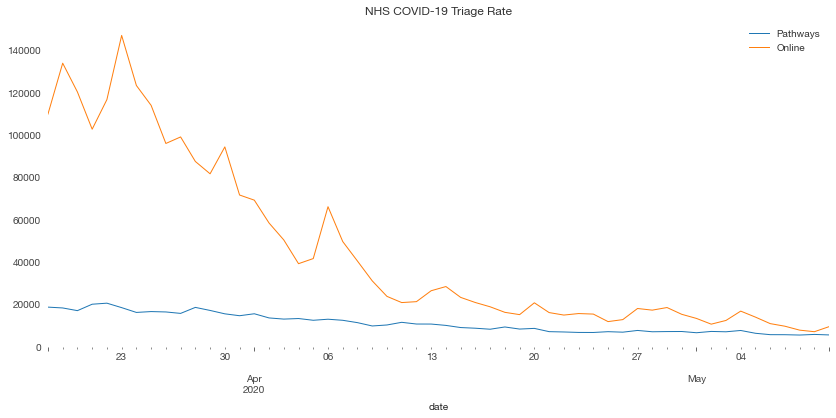 NHS COVID-19 Triage Rate
Pathways
Online
140000
120000
100000
80000
60000
40000
20000
0
23 30 06 13 20 27 04
Apr May
2020
date